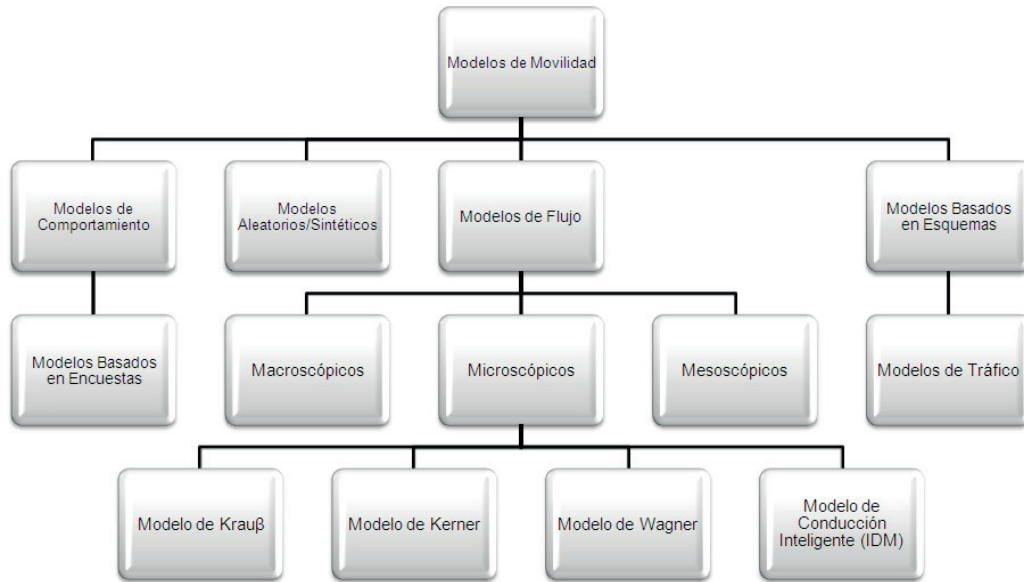 Modelos de Movilidad
Modelos de
Comportamiento
Modelos
Aleatorios/Sintéticos
Modelos de Flujo
Modelos Basados
en Esquemas
Modelos Basados
en Encuestas
Macroscópicos
Microscópicos
Mesoscópicos
Modelos de Tráfico
Modelo de Krauβ
Modelo de Kerner
Modelo de Wagner
Modelo de
Conducción
Inteligente (IDM)